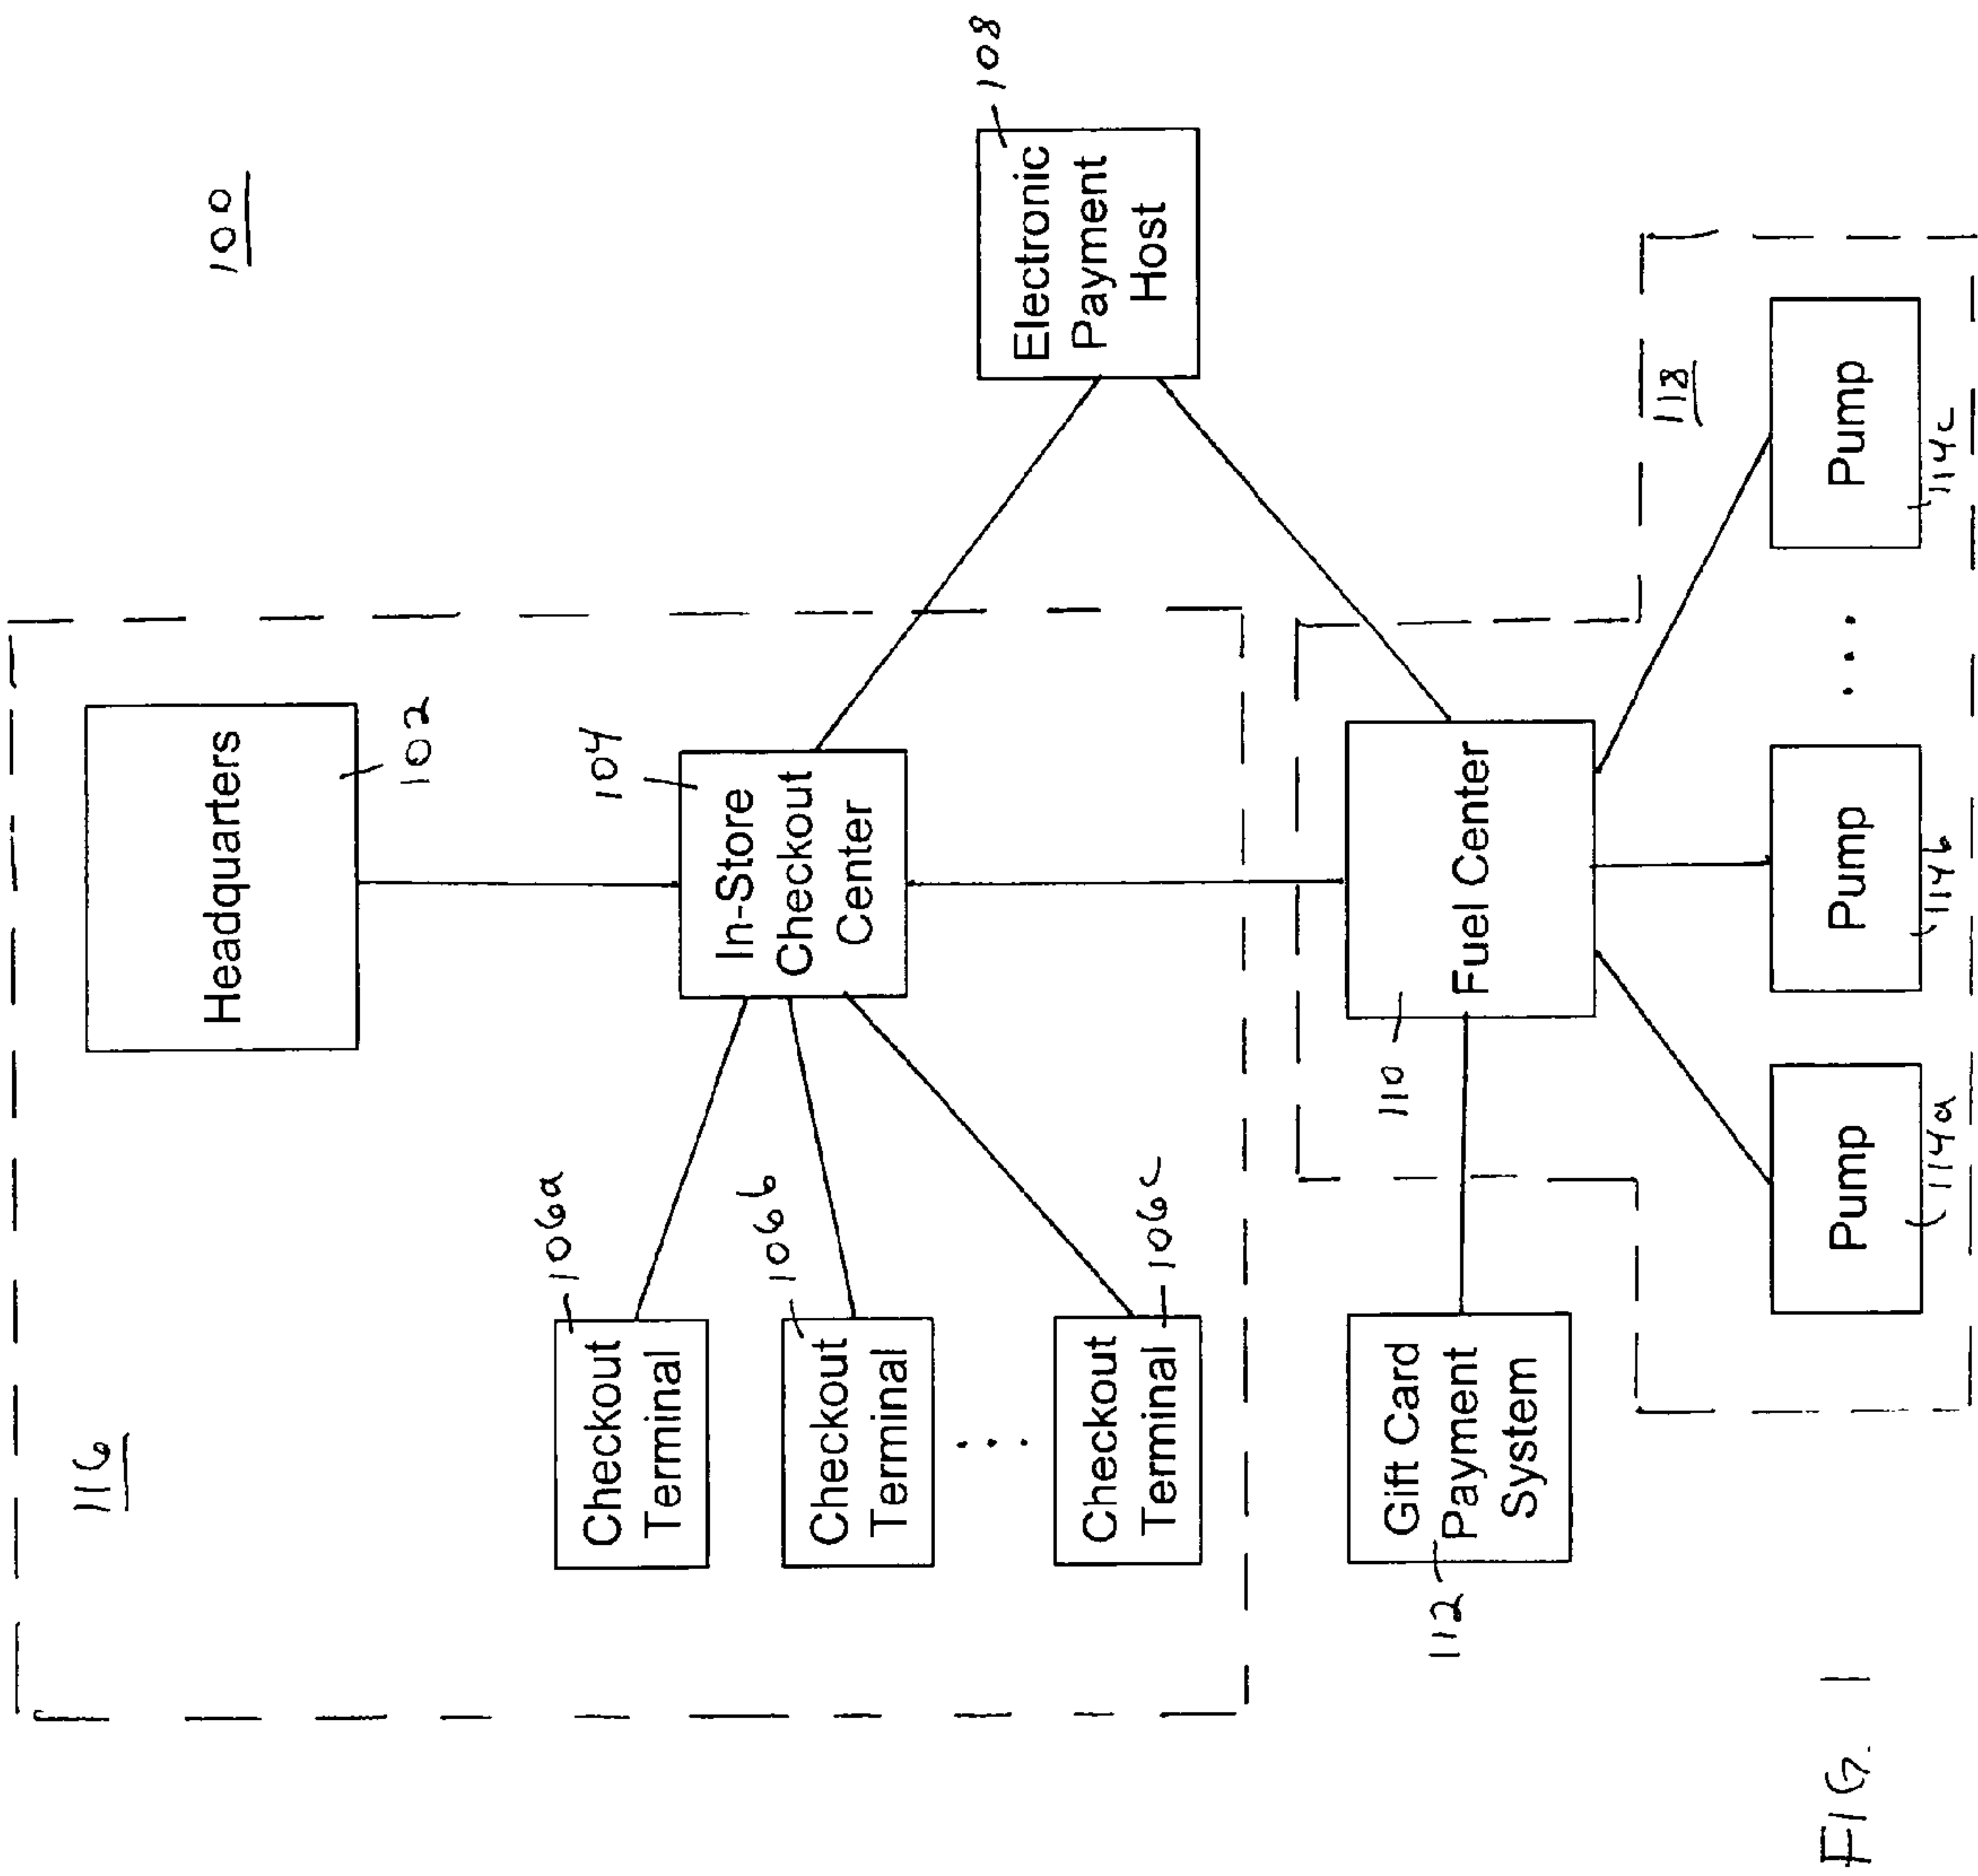 100
116
Headquarters
102
104
In-Store
Checkout
Center
106a
Checkout
Terminal
106b
Checkout
Terminal
...
106c
Checkout
Terminal
108
Electronic
Payment
Host
110
Fuel Center
112
Gift Card
Payment
System
118
Pump
114a
Pump
114b
...
Pump
114c
FIG. 1